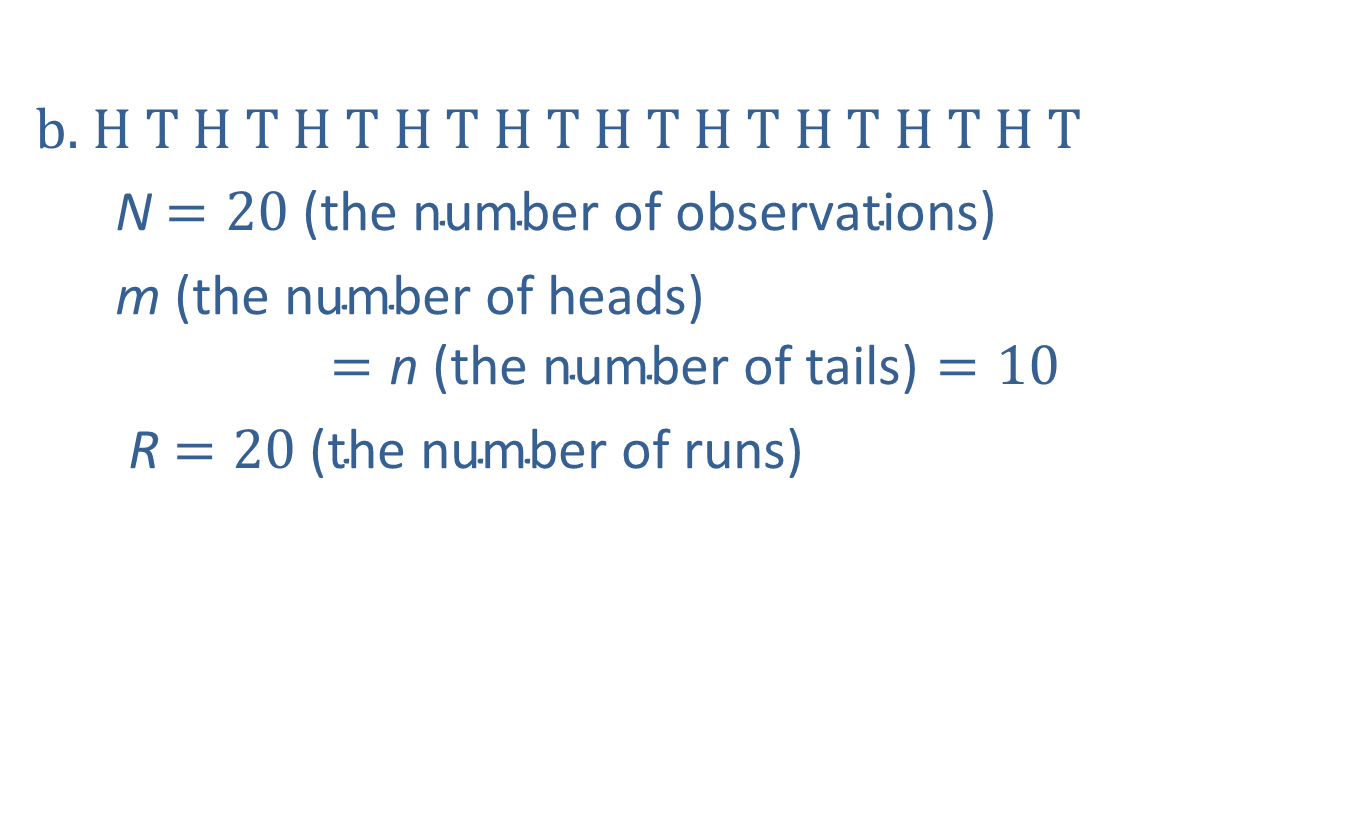 b. H T H T H T H T H T H T H T H T H T H T
N = 20 (the number of observations)
m (the number of heads)
= n (the number of tails) = 10
R = 20 (the number of runs)